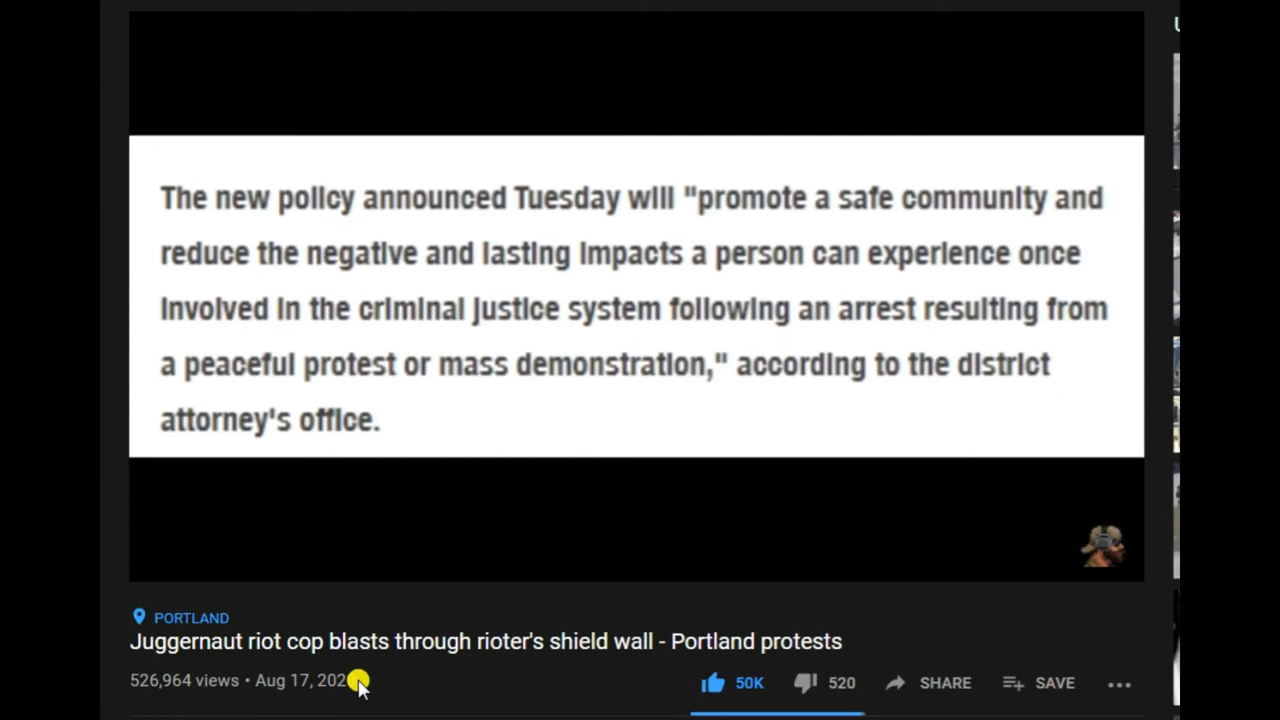 The new policy announced Tuesday will "promote a safe community and
reduce the negative and lasting impacts a person can experience once
involved in the criminal justice system following an arrest resulting from
a peaceful protest or mass demonstration," according to the district
attorney's office.
PORTLAND
Juggernaut riot cop blasts through rioter's shield wall - Portland protests
526,964 views • Aug 17, 202
50K
520
SHARE
SAVE